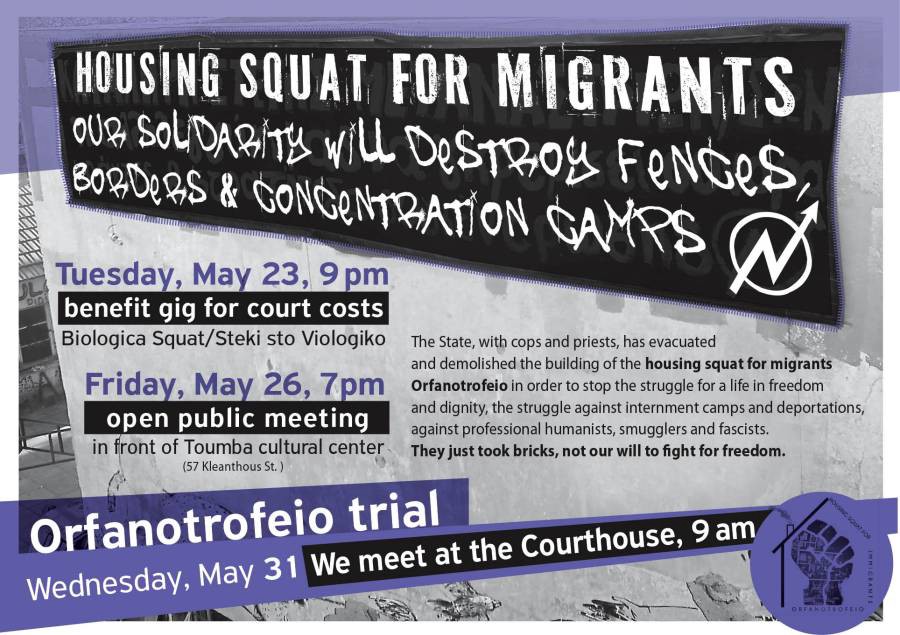 HOUSING SQUAT FOR MIGRANTS
OUR SOLIDARITY WILL DESTROY FENCES,
BORDERS & CONCENTRATION CAMPS
Tuesday, May 23, 9 pm
benefit gig for court costs
Biologica Squat/Steki sto Viologiko
Friday, May 26, 7pm
open public meeting
in front of Toumba cultural center
(57 Kleanthous St. )
The State, with cops and priests, has evacuated
and demolished the building of the housing squat for migrants
Orfanotrofeio in order to stop the struggle for a life in freedom
and dignity, the struggle against internment camps and deportations,
against professional humanists, smugglers and fascists.
They just took bricks, not our will to fight for freedom.
Orfanotrofeio trial
Wednesday, May 31 We meet at the Courthouse, 9 am
HOUSING SQUAT FOR
IMMIGRANTS
ORFANOTROFEIO